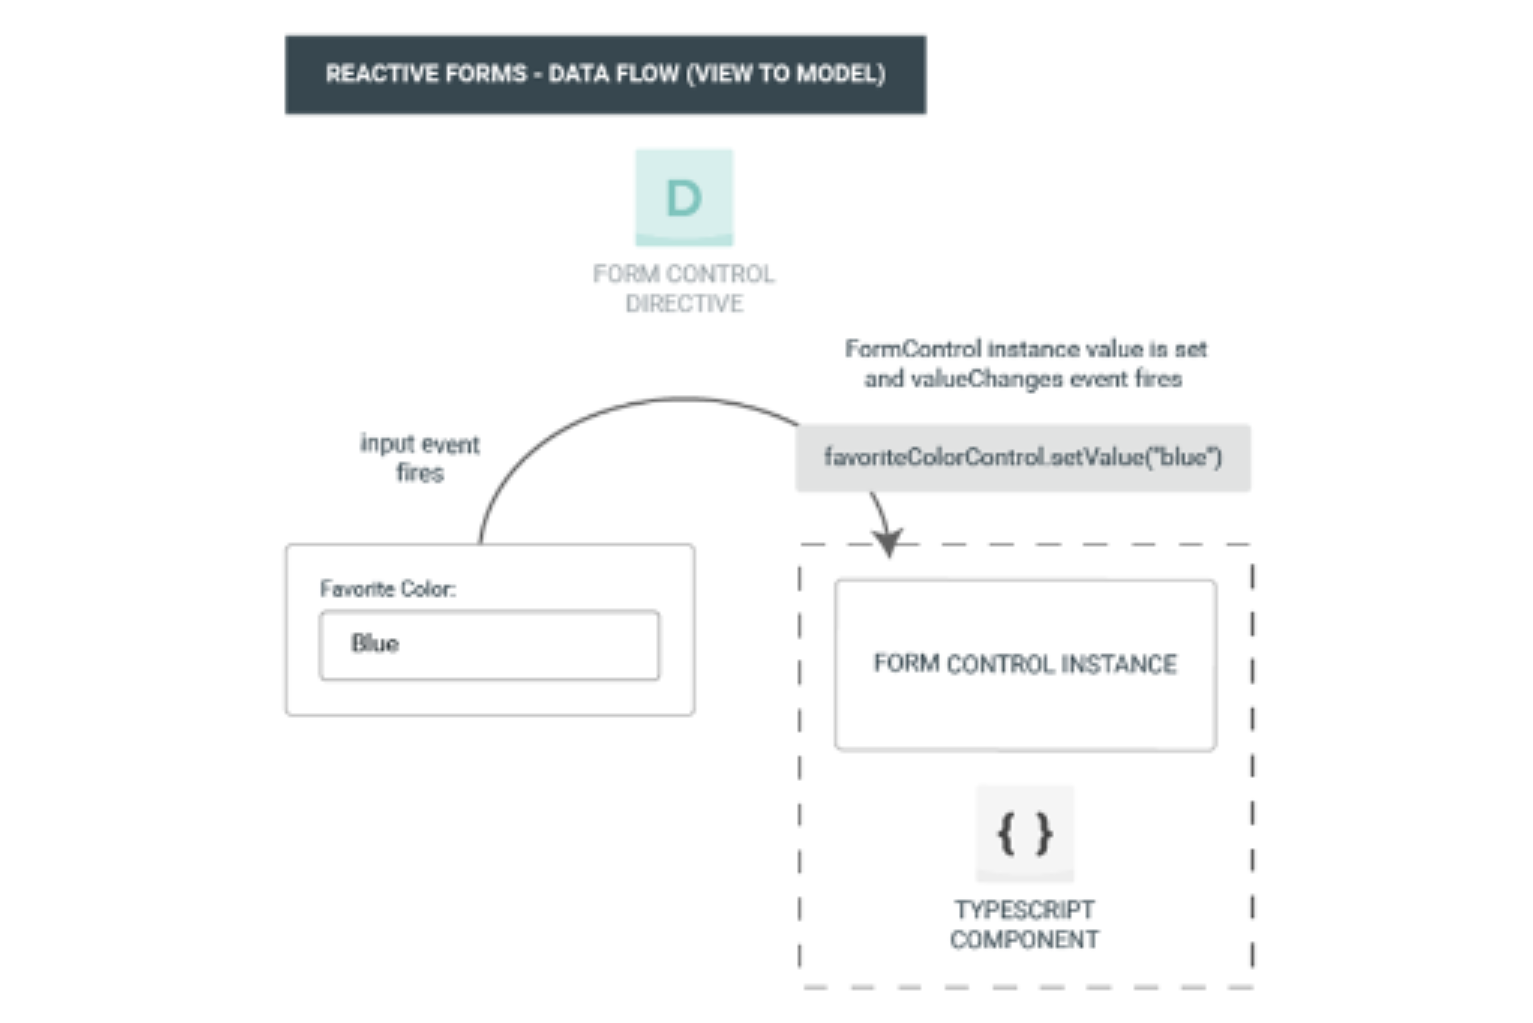 REACTIVE FORMS - DATA FLOW (VIEW TO MODEL)
D
FORM CONTROL
DIRECTIVE
FormControl instance value is set
and valueChanges event fires
input event
fires
favoriteColorControl.setValue("blue")
Favorite Color:
Blue
FORM CONTROL INSTANCE
{ }
TYPESCRIPT
COMPONENT